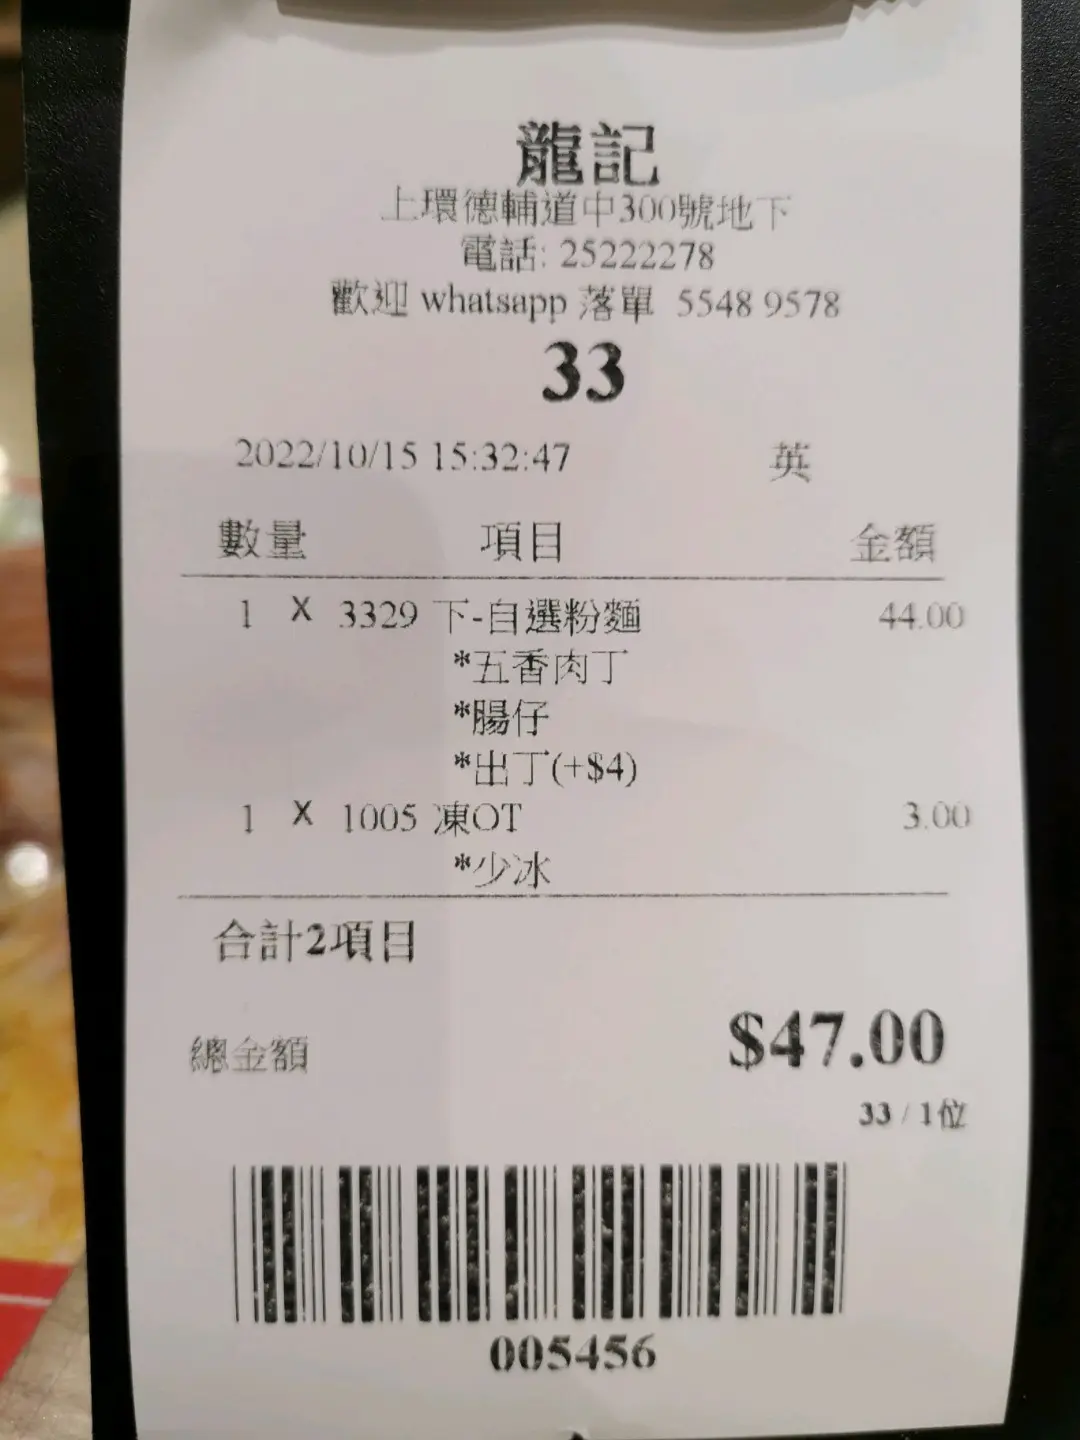 龍記
上環德輔道中300號地下
電話: 25222278
歡迎 whatsapp 落單 5548 9578
33
2022/10/15 15:32:47 英
數量 項目 金額
1 X 3329 下-自選粉麵 44.00
*五香肉丁
*腸仔
*出丁(+$4)
1 X 1005 凍OT 3.00
*少冰
合計2項目
總金額 $47.00
33 / 1位
005456